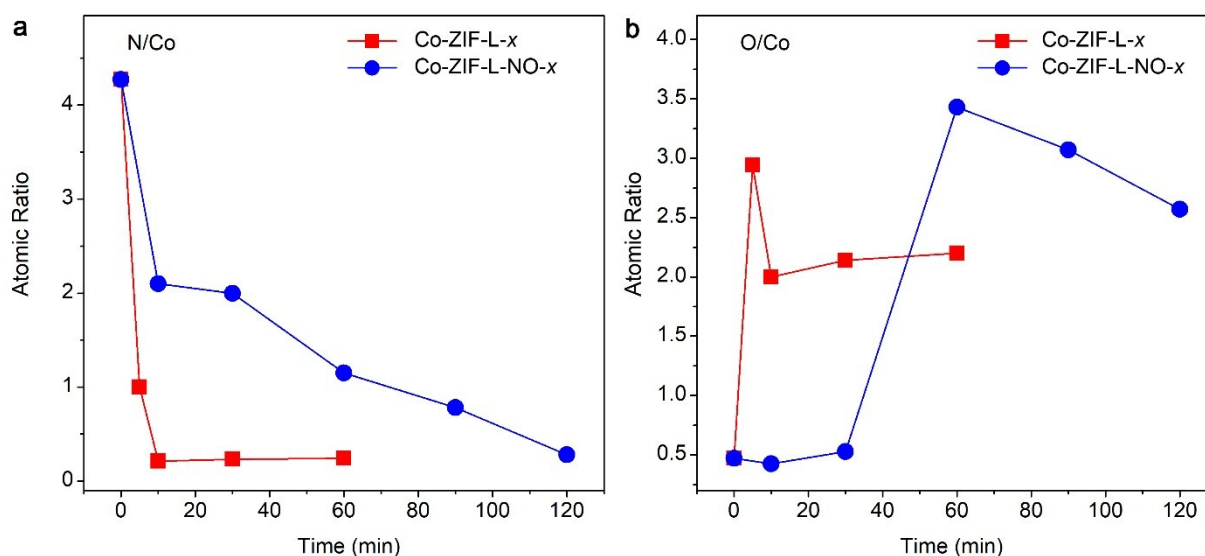 a
N/Co
Co-ZIF-L-x
Co-ZIF-L-NO-x
Atomic Ratio
4
3
2
1
0
0 20 40 60 80 100 120
Time (min)
b
O/Co
Co-ZIF-L-x
Co-ZIF-L-NO-x
Atomic Ratio
4.0
3.5
3.0
2.5
2.0
1.5
1.0
0.5
0 20 40 60 80 100 120
Time (min)